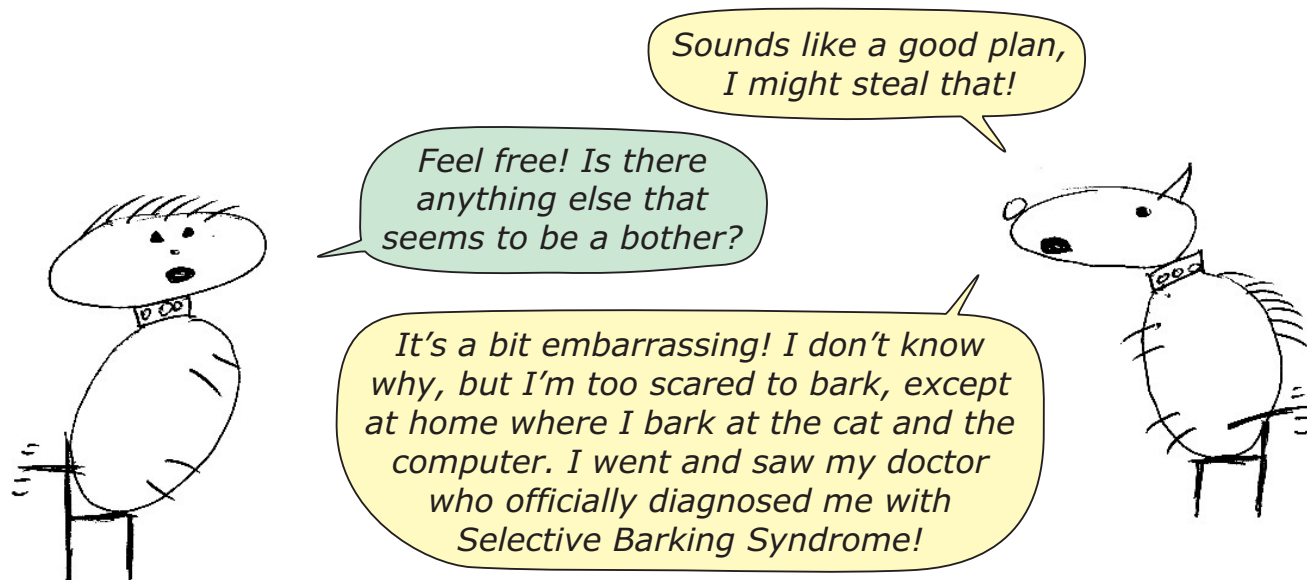 Sounds like a good plan,
I might steal that!
Feel free! Is there
anything else that
seems to be a bother?
It's a bit embarrassing! I don't know
why, but I'm too scared to bark, except
at home where I bark at the cat and the
computer. I went and saw my doctor
who officially diagnosed me with
Selective Barking Syndrome!